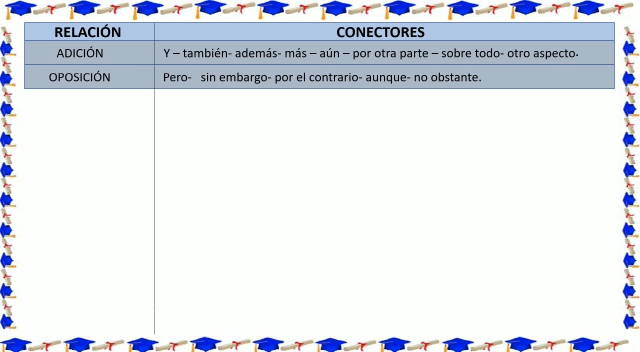 RELACIÓN CONECTORES
ADICIÓN Y – también- además- más – aún – por otra parte – sobre todo- otro aspecto.
OPOSICIÓN Pero- sin embargo- por el contrario- aunque- no obstante.